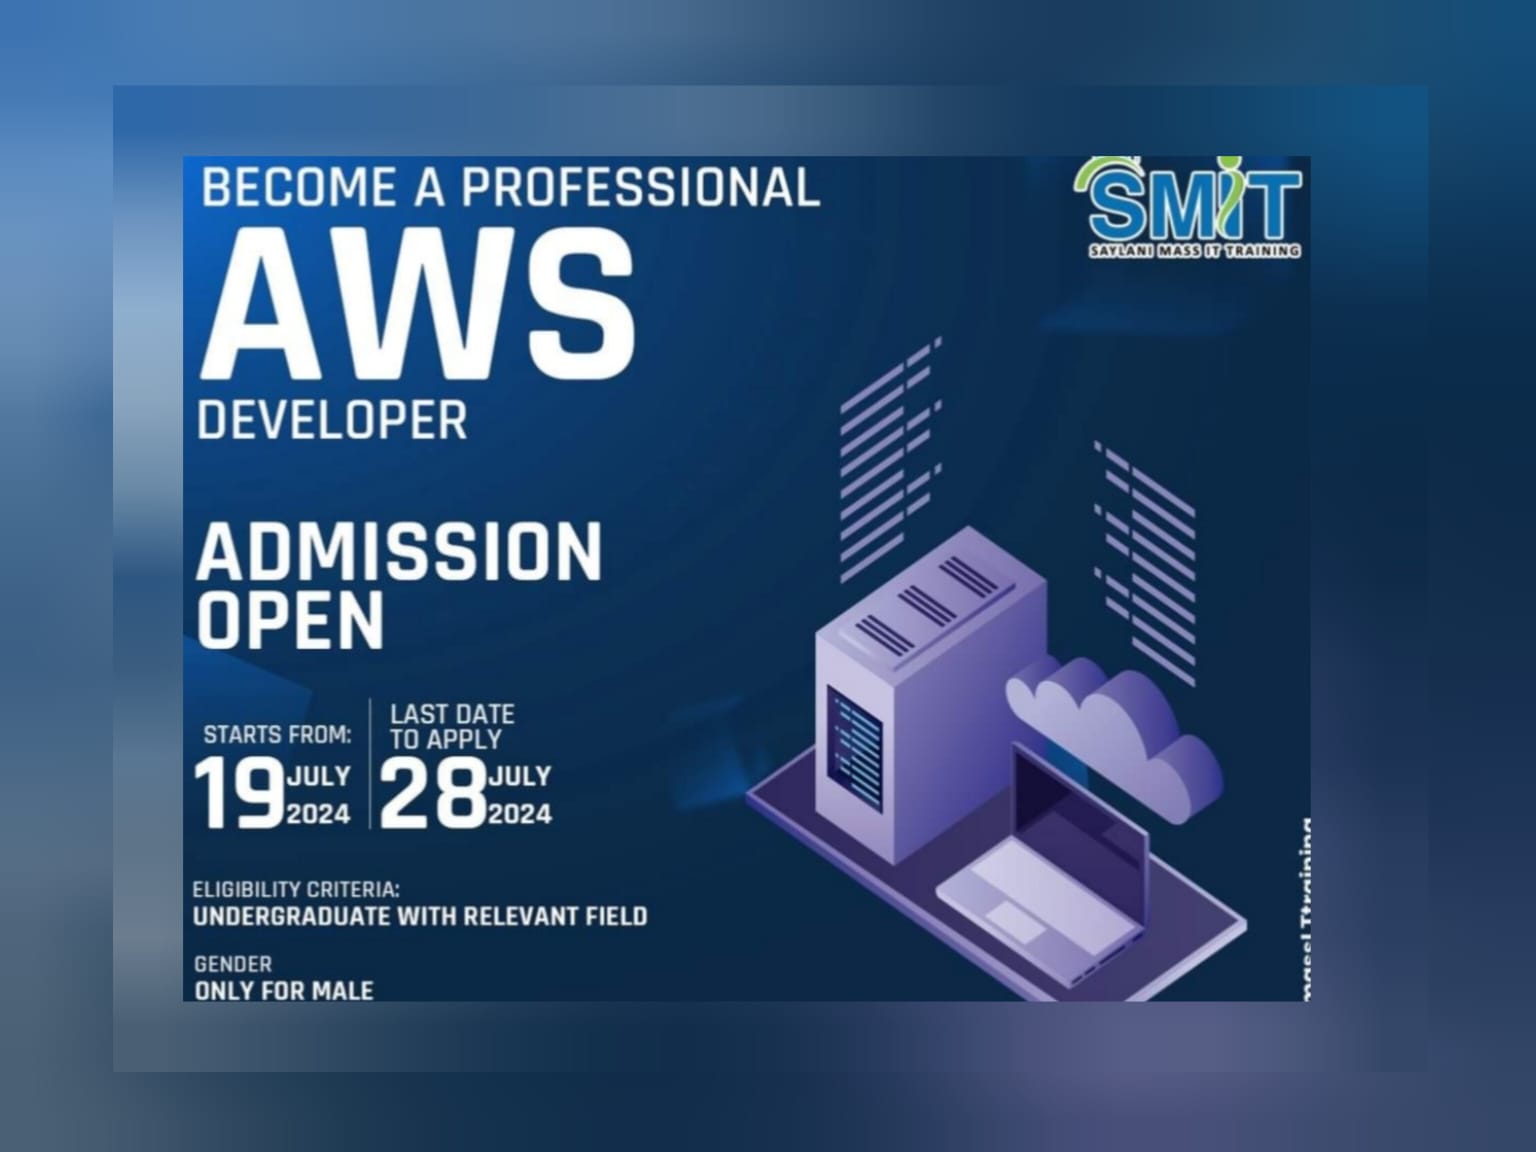 BECOME A PROFESSIONAL
AWS
DEVELOPER
SMIT
SAYLANI MASS IT TRAINING
ADMISSION
OPEN
STARTS FROM:
19 JULY
2024
LAST DATE
TO APPLY
28 JULY
2024
ELIGIBILITY CRITERIA:
UNDERGRADUATE WITH RELEVANT FIELD
GENDER
ONLY FOR MALE